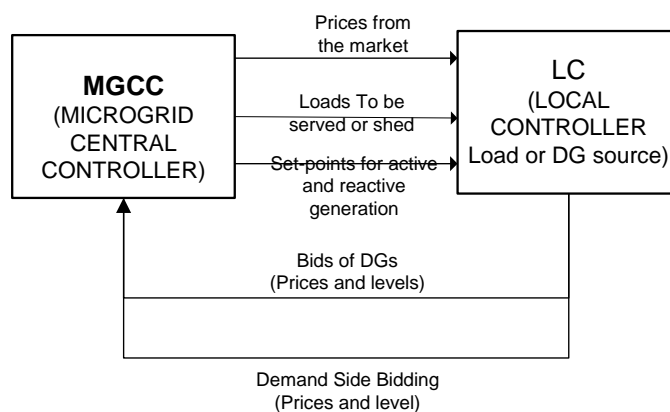 Prices from
the market
MGCC
(MICROGRID
CENTRAL
CONTROLLER)
Loads To be
served or shed
LC
(LOCAL
CONTROLLER
Load or DG source)
Set-points for active
and reactive
generation
Bids of DGs
(Prices and levels)
Demand Side Bidding
(Prices and level)